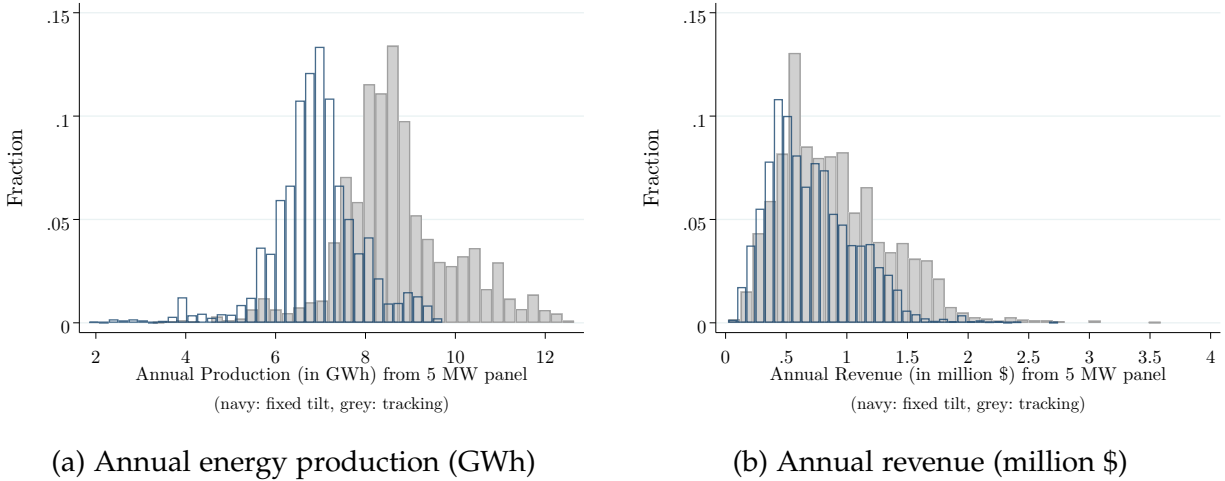 .15
.1
.05
0
Fraction
2 4 6 8 10 12
Annual Production (in GWh) from 5 MW panel
(navy: fixed tilt, grey: tracking)
(a) Annual energy production (GWh)
.15
.1
.05
0
Fraction
0 .5 1 1.5 2 2.5 3 3.5 4
Annual Revenue (in million $) from 5 MW panel
(navy: fixed tilt, grey: tracking)
(b) Annual revenue (million $)